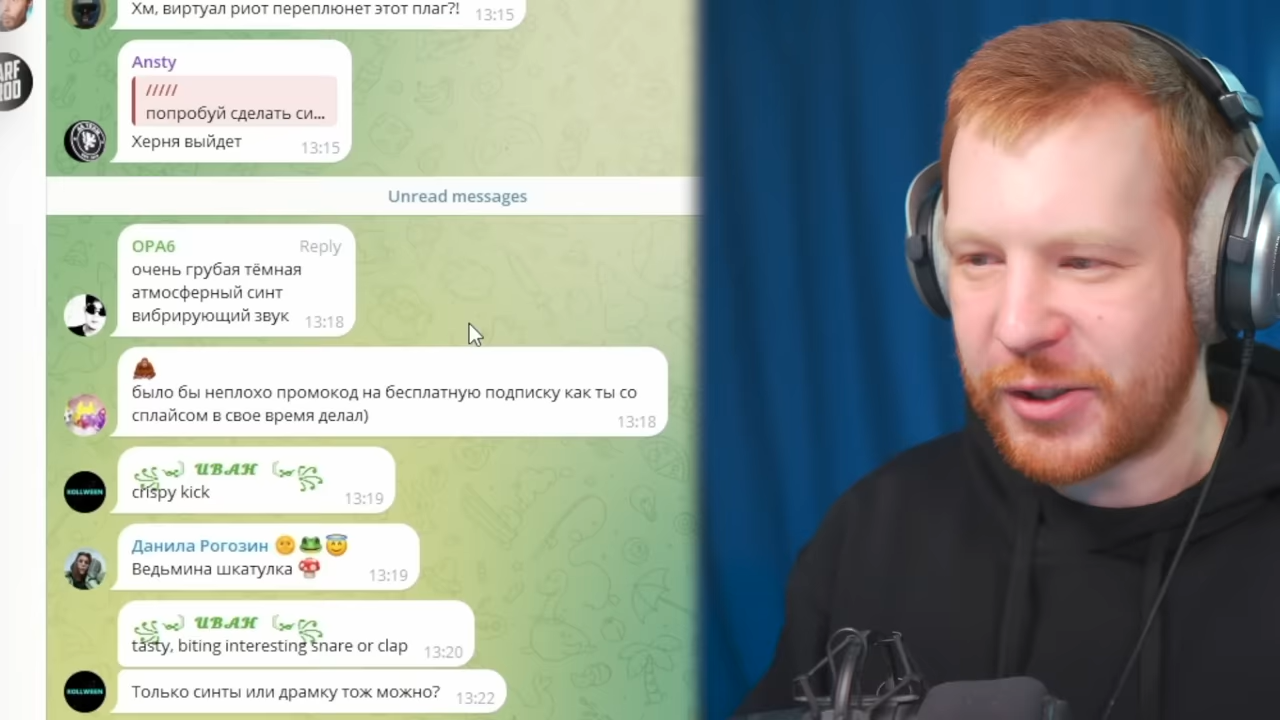 Хм, виртуал риот переплюнет этот плаг?!
13:15
Ansty
/////
попробуй сделать си...
Херня выйдет
13:15
Unread messages
OPA6
Reply
очень грубая тёмная
атмосферный синт
вибрирующий звук
13:18
было бы неплохо промокод на бесплатную подписку как ты со
сплайсом в свое время делал)
13:18
ИВАН
crispy kick
13:19
Данила Рогозин
Ведьмина шкатулка
13:19
ИВАН
tasty, biting interesting snare or clap
13:20
KOLLWEEN
Только синты или драмку тож можно?
13:22